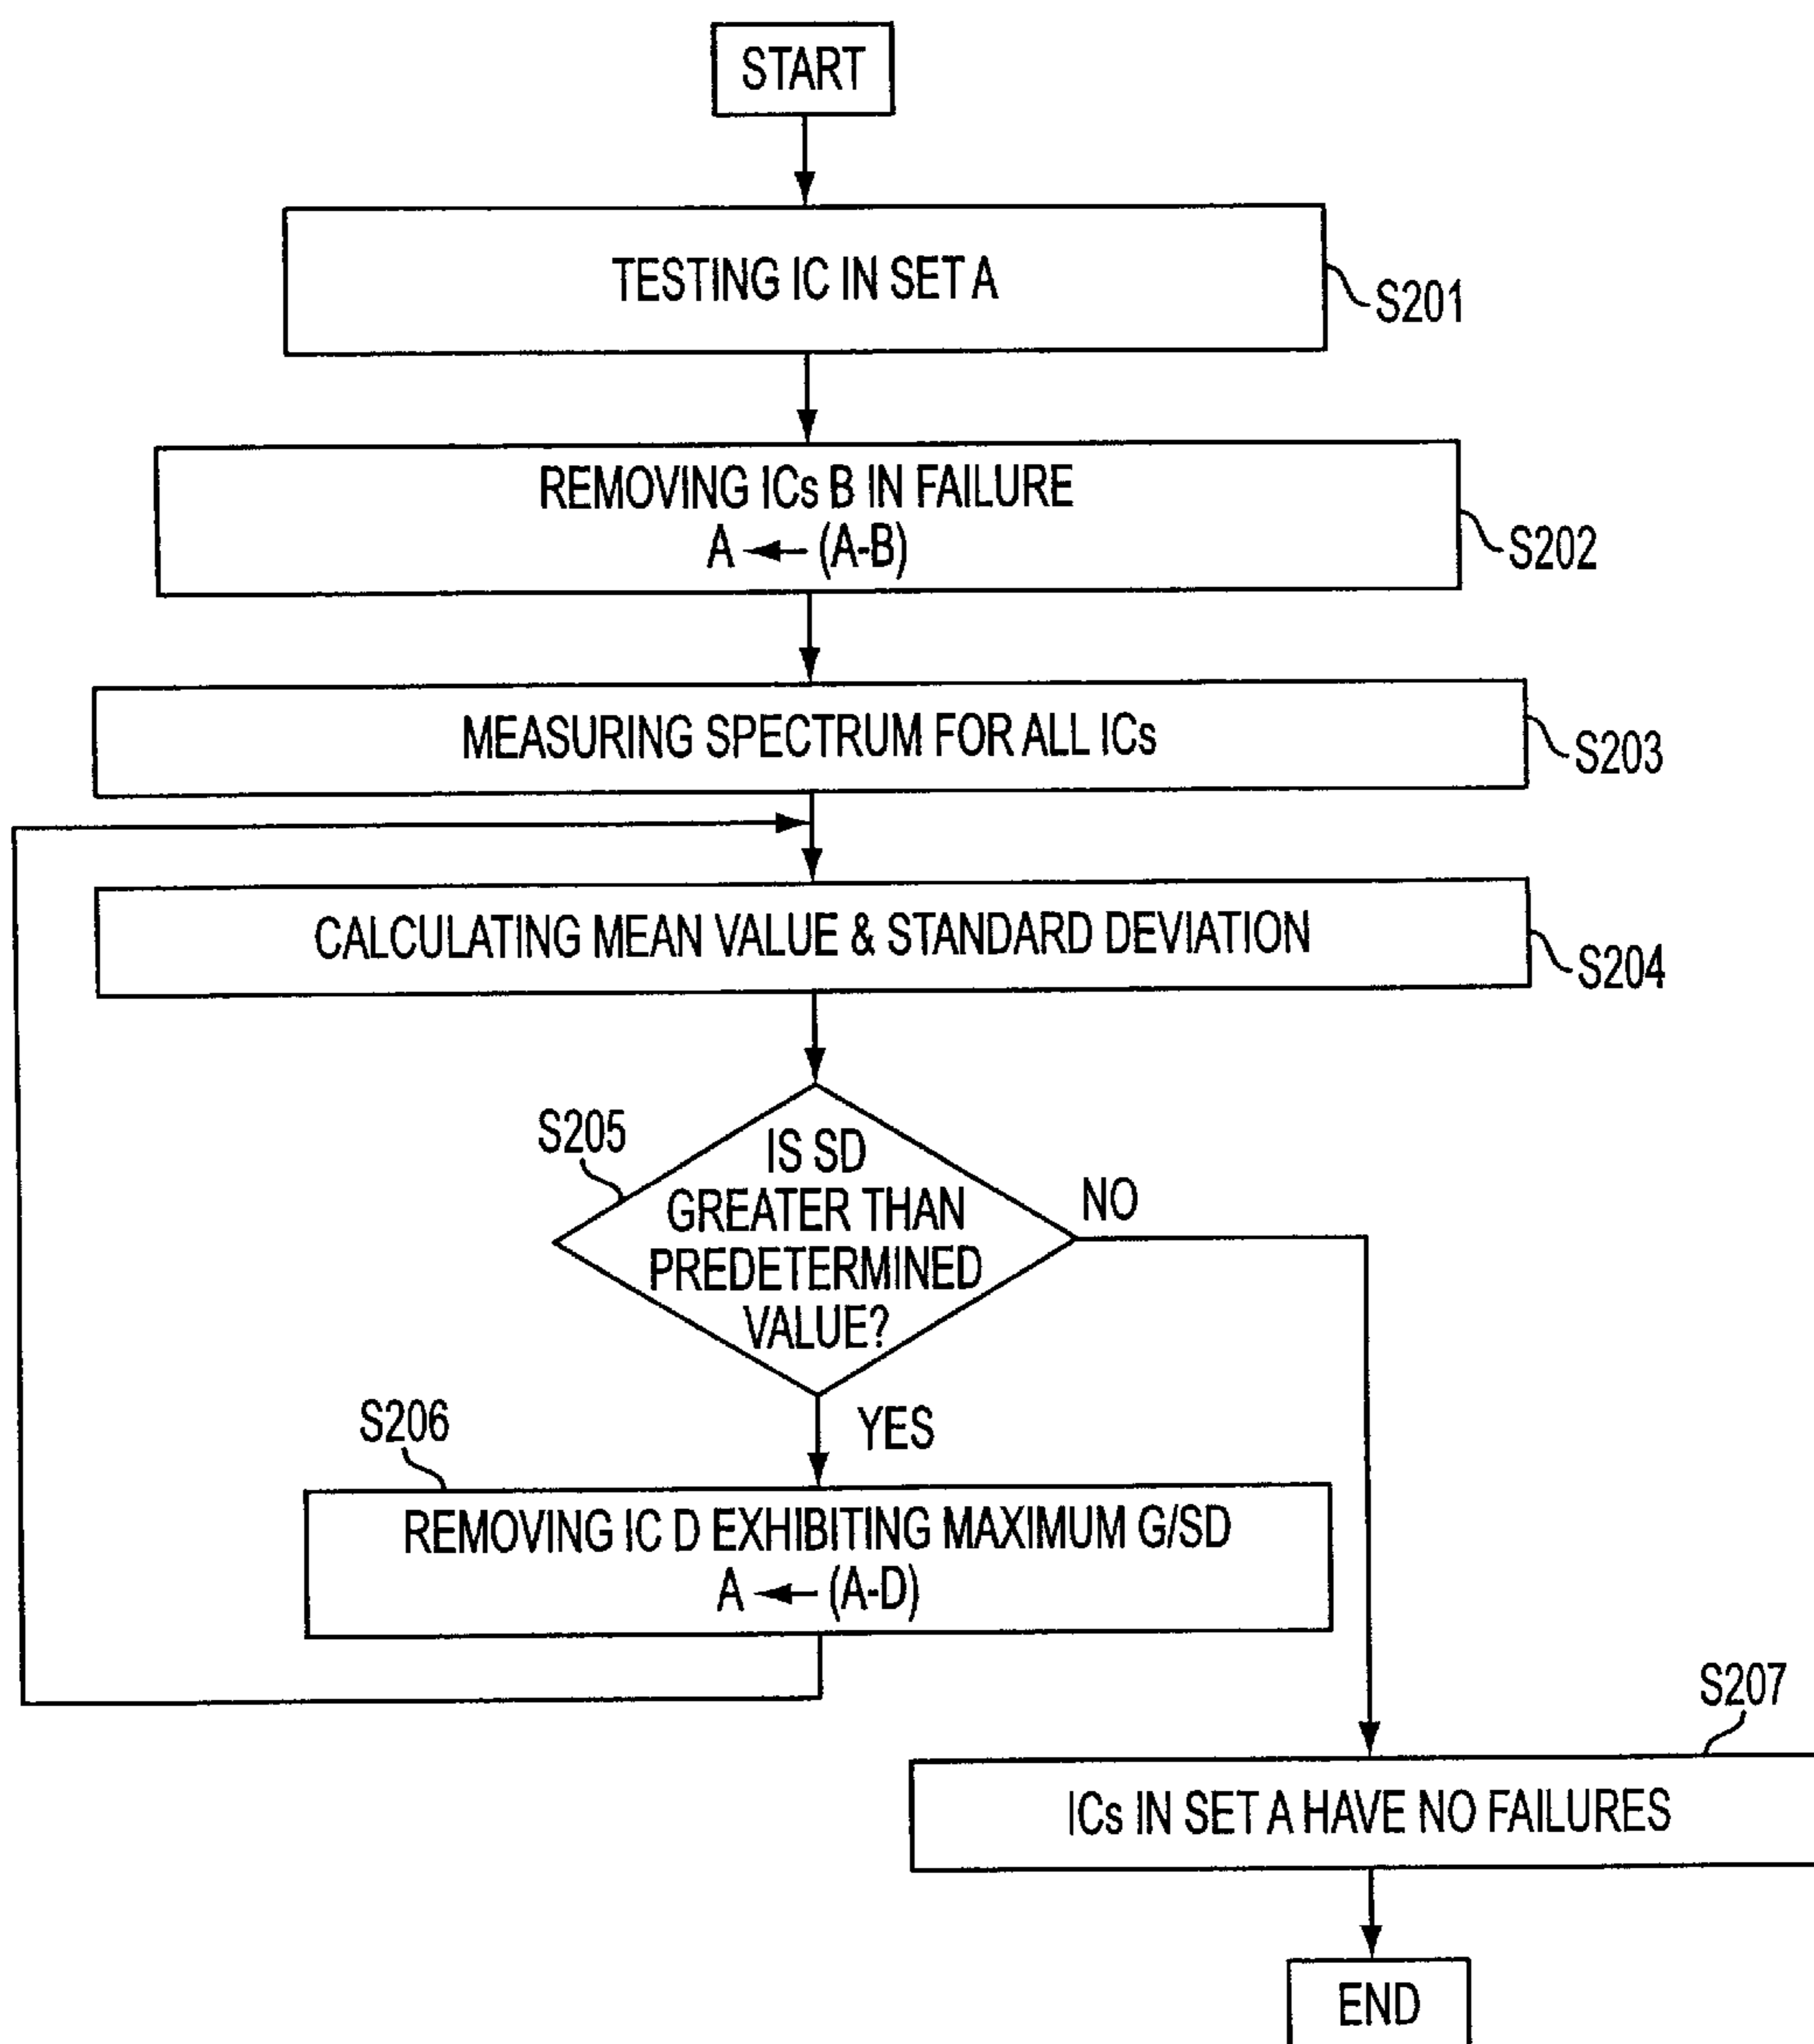 START
TESTING IC IN SET A
S201
REMOVING ICs B IN FAILURE
A ← (A-B)
S202
MEASURING SPECTRUM FOR ALL ICs
S203
CALCULATING MEAN VALUE & STANDARD DEVIATION
S204
S205
IS SD
GREATER THAN
PREDETERMINED
VALUE?
NO
YES
S206
REMOVING IC D EXHIBITING MAXIMUM G/SD
A ← (A-D)
S207
ICs IN SET A HAVE NO FAILURES
END